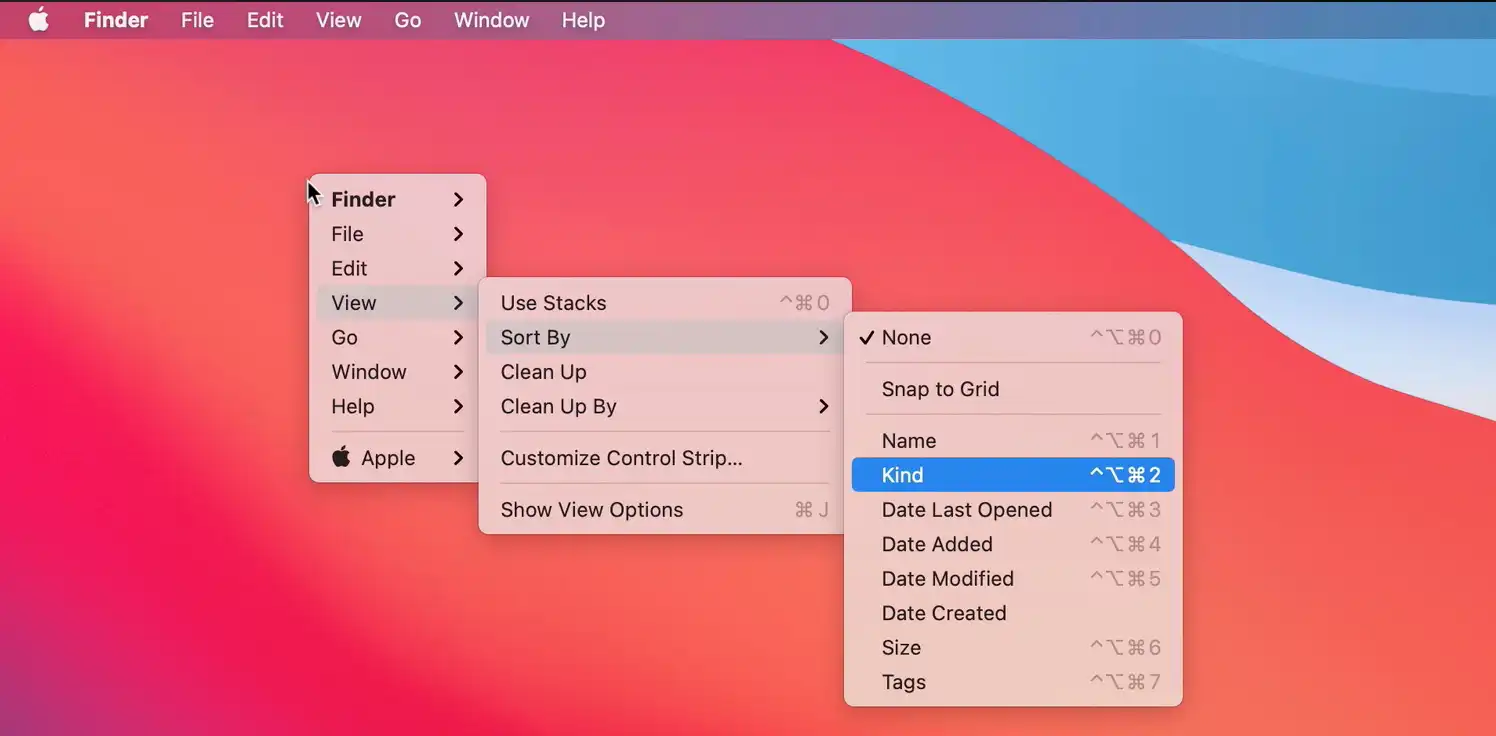 Finder File Edit View Go Window Help
Finder
File
Edit
View
Go
Window
Help
Apple
Use Stacks ^⌘0
Sort By
Clean Up
Clean Up By
Customize Control Strip...
Show View Options ⌘J
✓ None ^⌥⌘0
Snap to Grid
Name ^⌥⌘1
Kind ^⌥⌘2
Date Last Opened ^⌥⌘3
Date Added ^⌥⌘4
Date Modified ^⌥⌘5
Date Created
Size ^⌥⌘6
Tags ^⌥⌘7